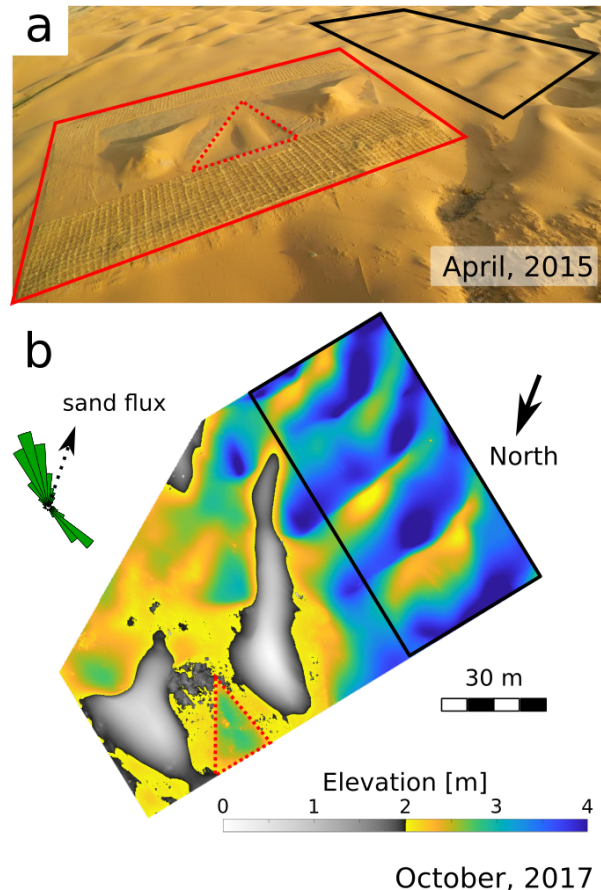 a
April, 2015
b
sand flux
North
30 m
Elevation [m]
0 1 2 3 4
October, 2017